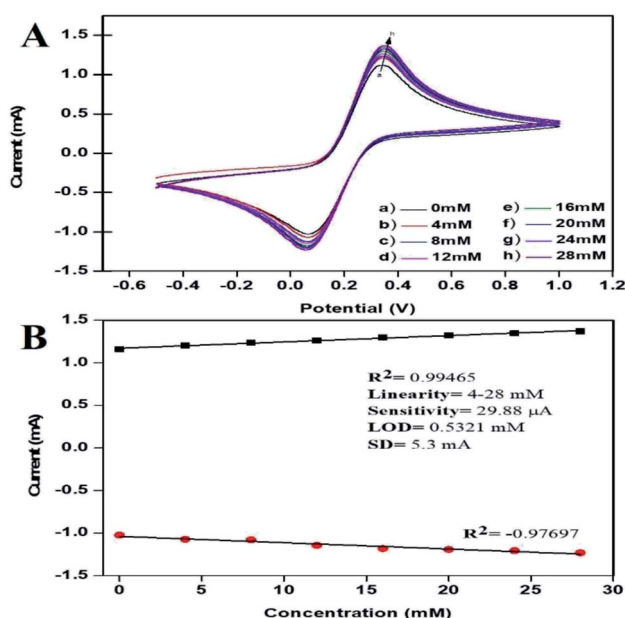 A
1.5
1.0
0.5
0.0
-0.5
-1.0
-1.5
Current (mA)
h
a
a) 0mM
b) 4mM
c) 8mM
d) 12mM
e) 16mM
f) 20mM
g) 24mM
h) 28mM
-0.6 -0.4 -0.2 0.0 0.2 0.4 0.6 0.8 1.0 1.2
Potential (V)
B
1.5
1.0
0.5
0.0
-0.5
-1.0
-1.5
Current (mA)
R²= 0.99465
Linearity= 4-28 mM
Sensitivity= 29.88 µA
LOD= 0.5321 mM
SD= 5.3 mA
R²= -0.97697
0 5 10 15 20 25 30
Concentration (mM)